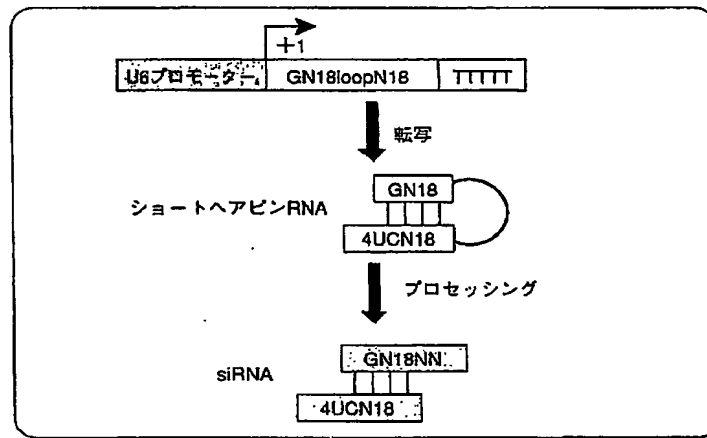 +1
U6プロモーター GN18loopN18 TTTTT
転写
GN18
ショートヘアピンRNA
4UCN18
プロセッシング
GN18NN
siRNA
4UCN18